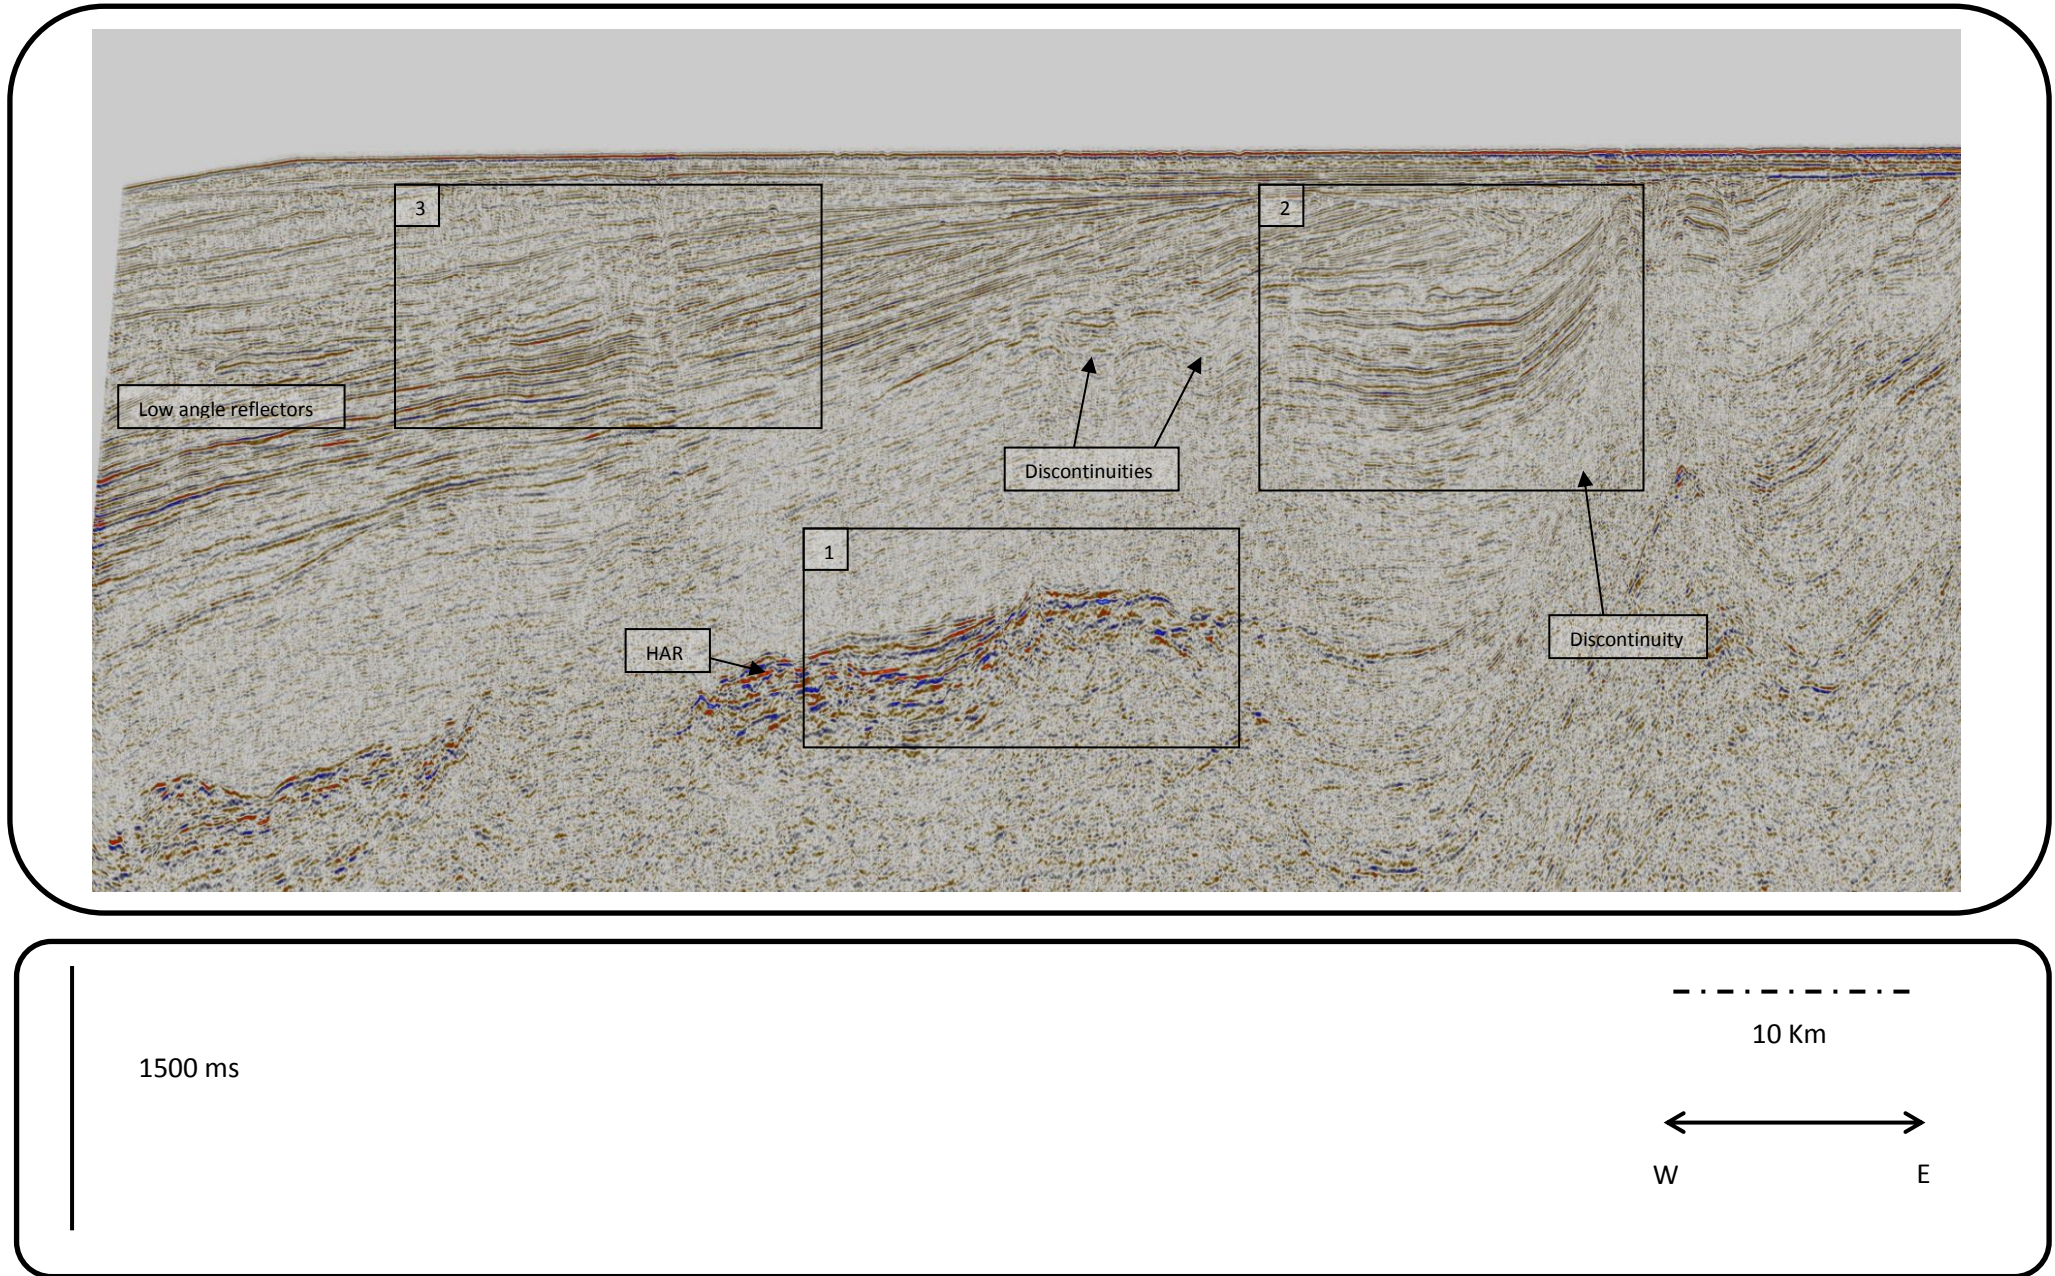 3
2
Low angle reflectors
Discontinuities
1
HAR
Discontinuity
1500 ms
10 Km
W
E